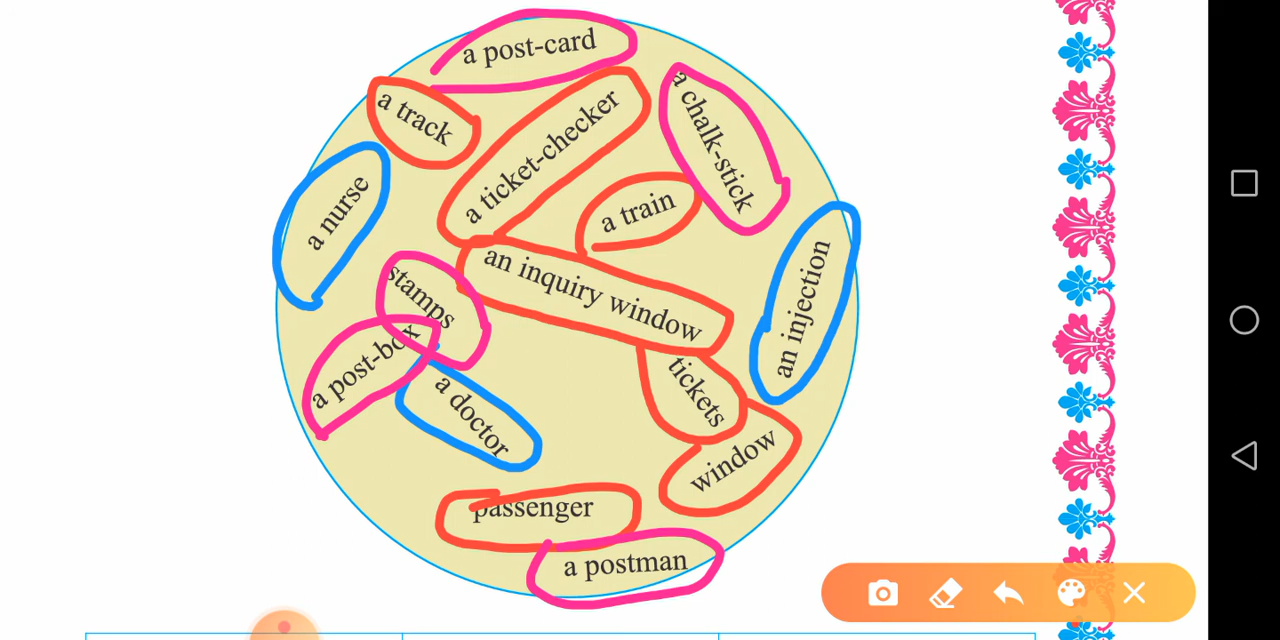 a post-card
a track
a ticket-checker
a chalk-stick
a nurse
a train
stamps
an inquiry window
an injection
a post-box
a doctor
tickets
window
passenger
a postman